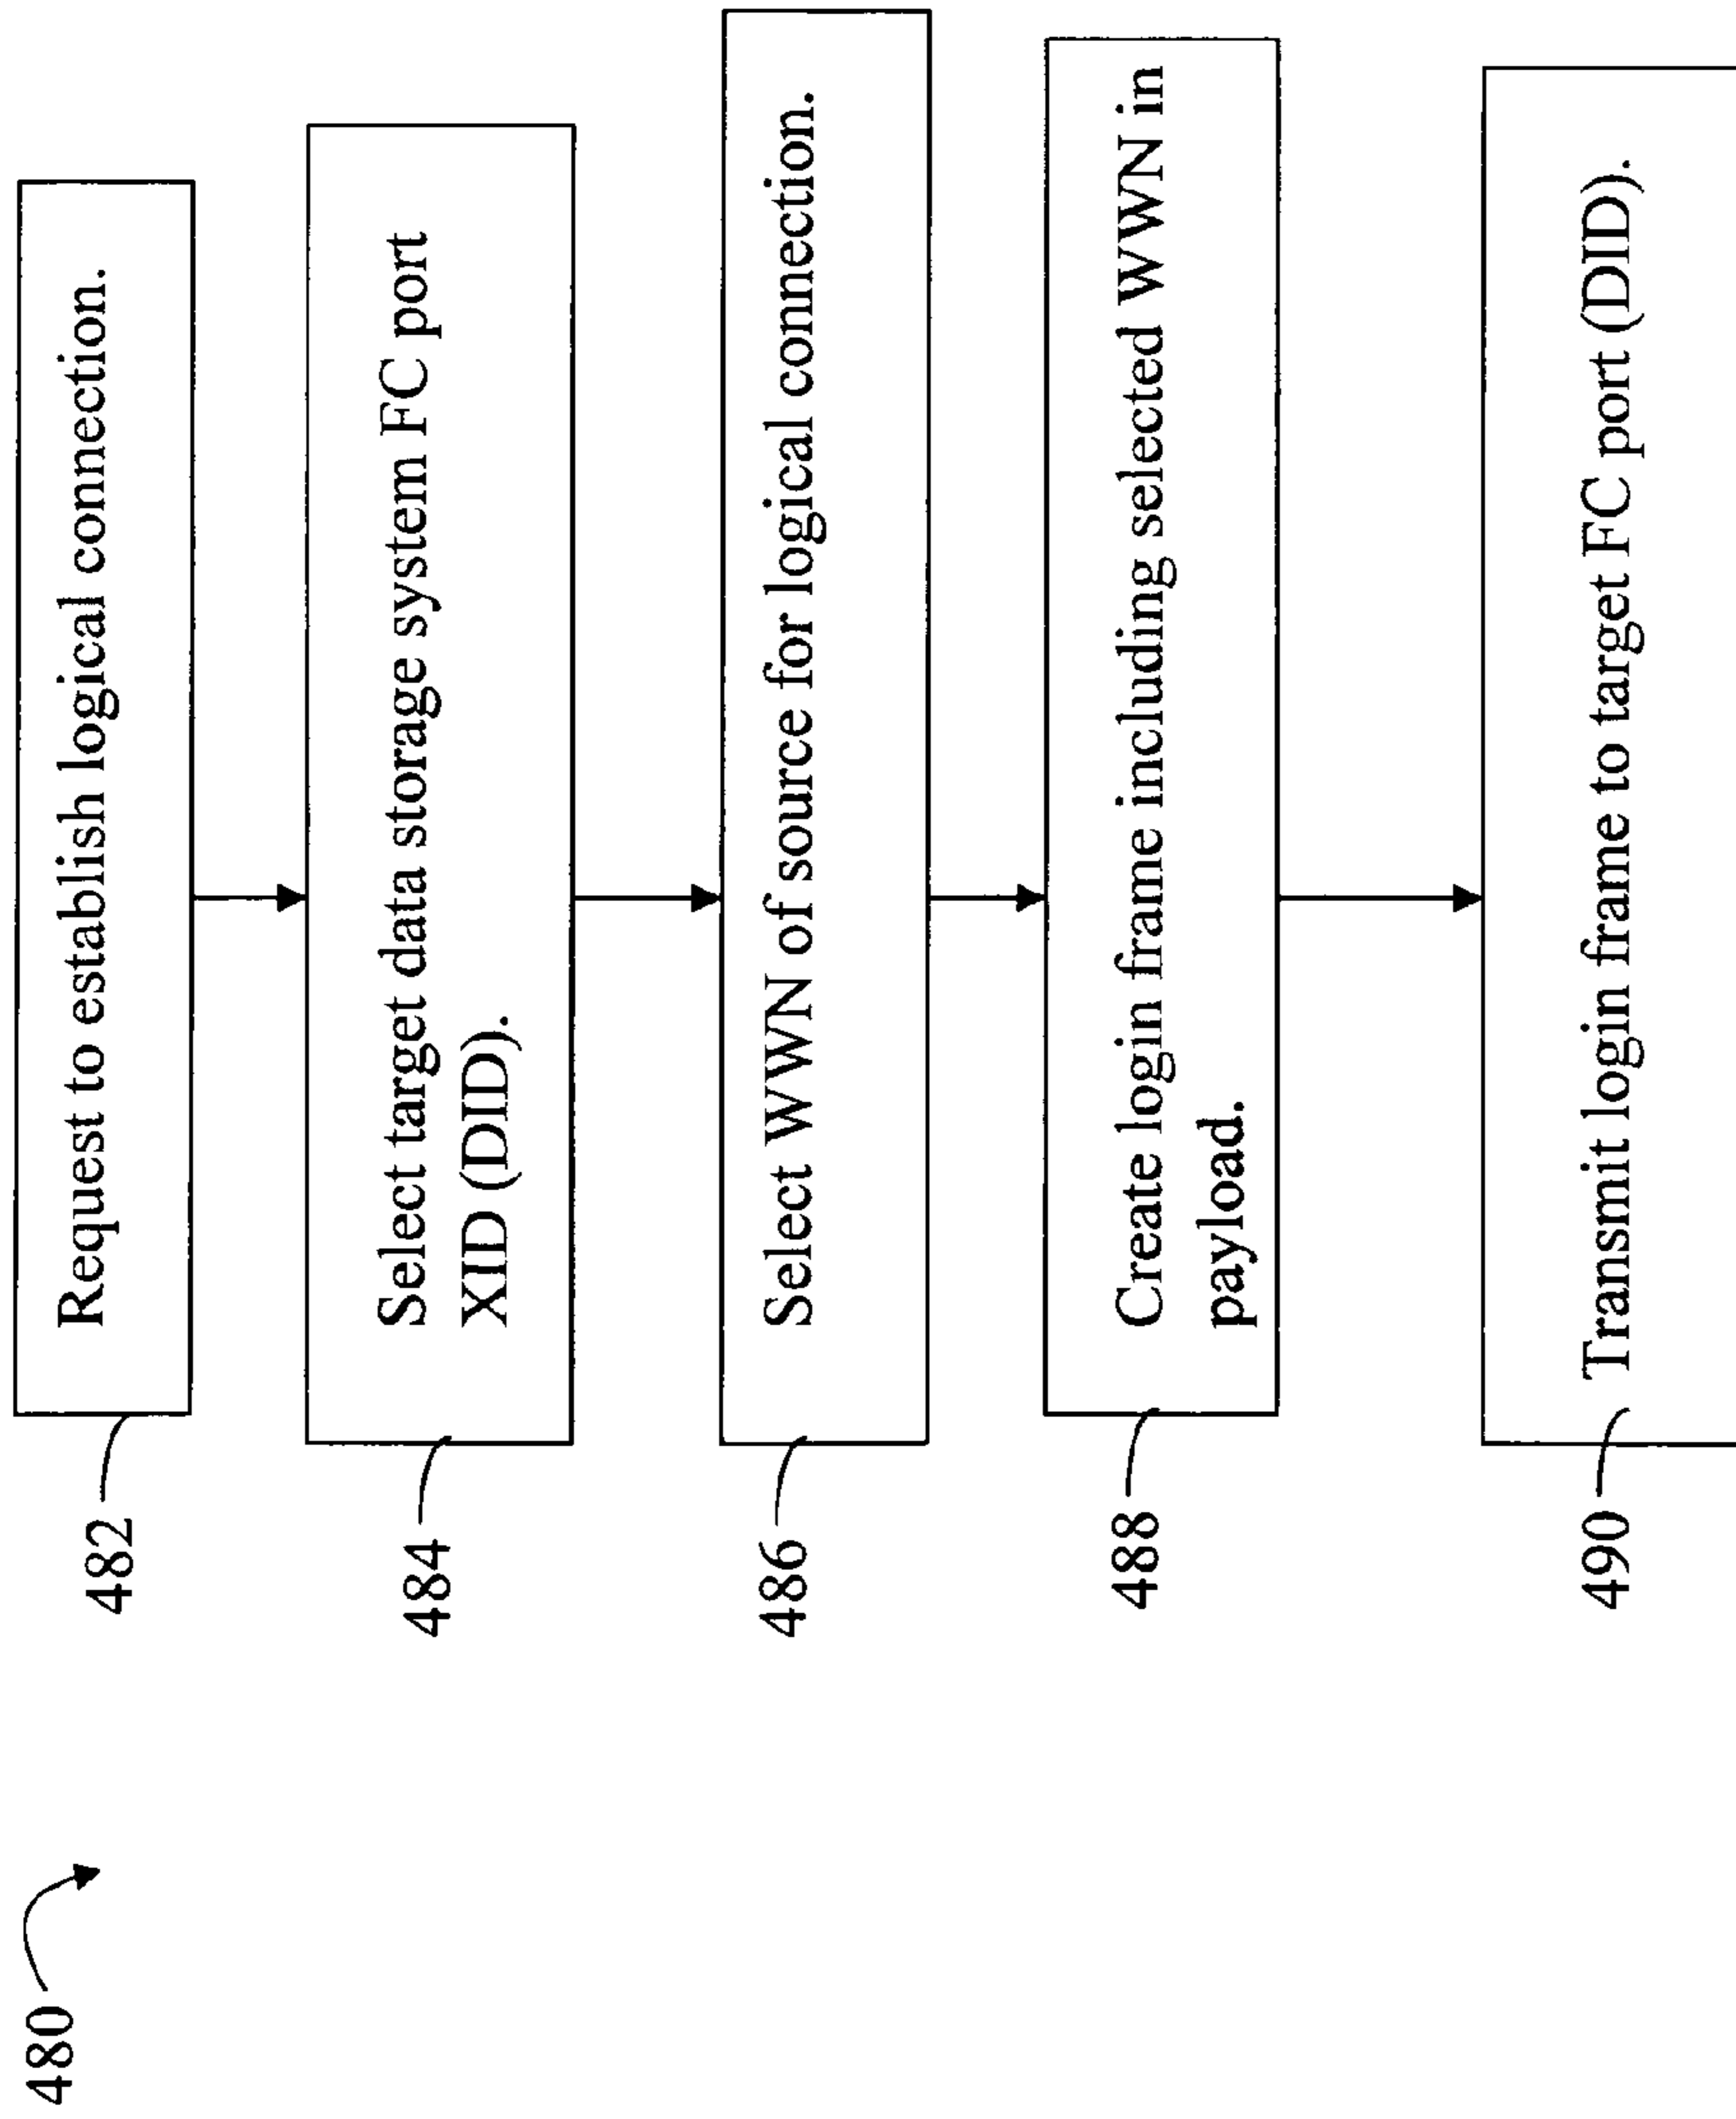 480
482
Request to establish logical connection.
484
Select target data storage system FC port
XID (DID).
486
Select WWN of source for logical connection.
488
Create login frame including selected WWN in
payload.
490
Transmit login frame to target FC port (DID).